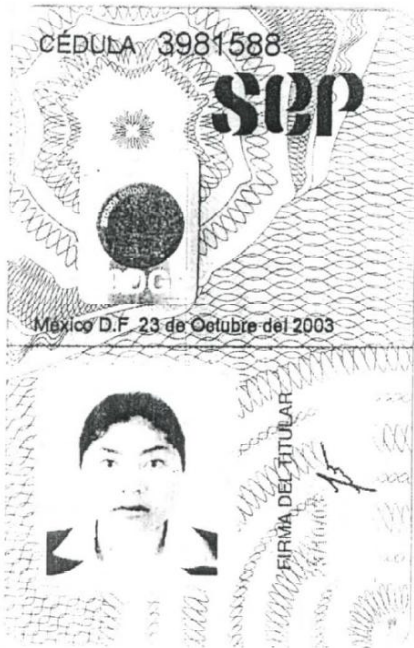 CÉDULA 3981588
SEP
México D.F. 23 de Octubre del 2003
FIRMA DEL TITULAR